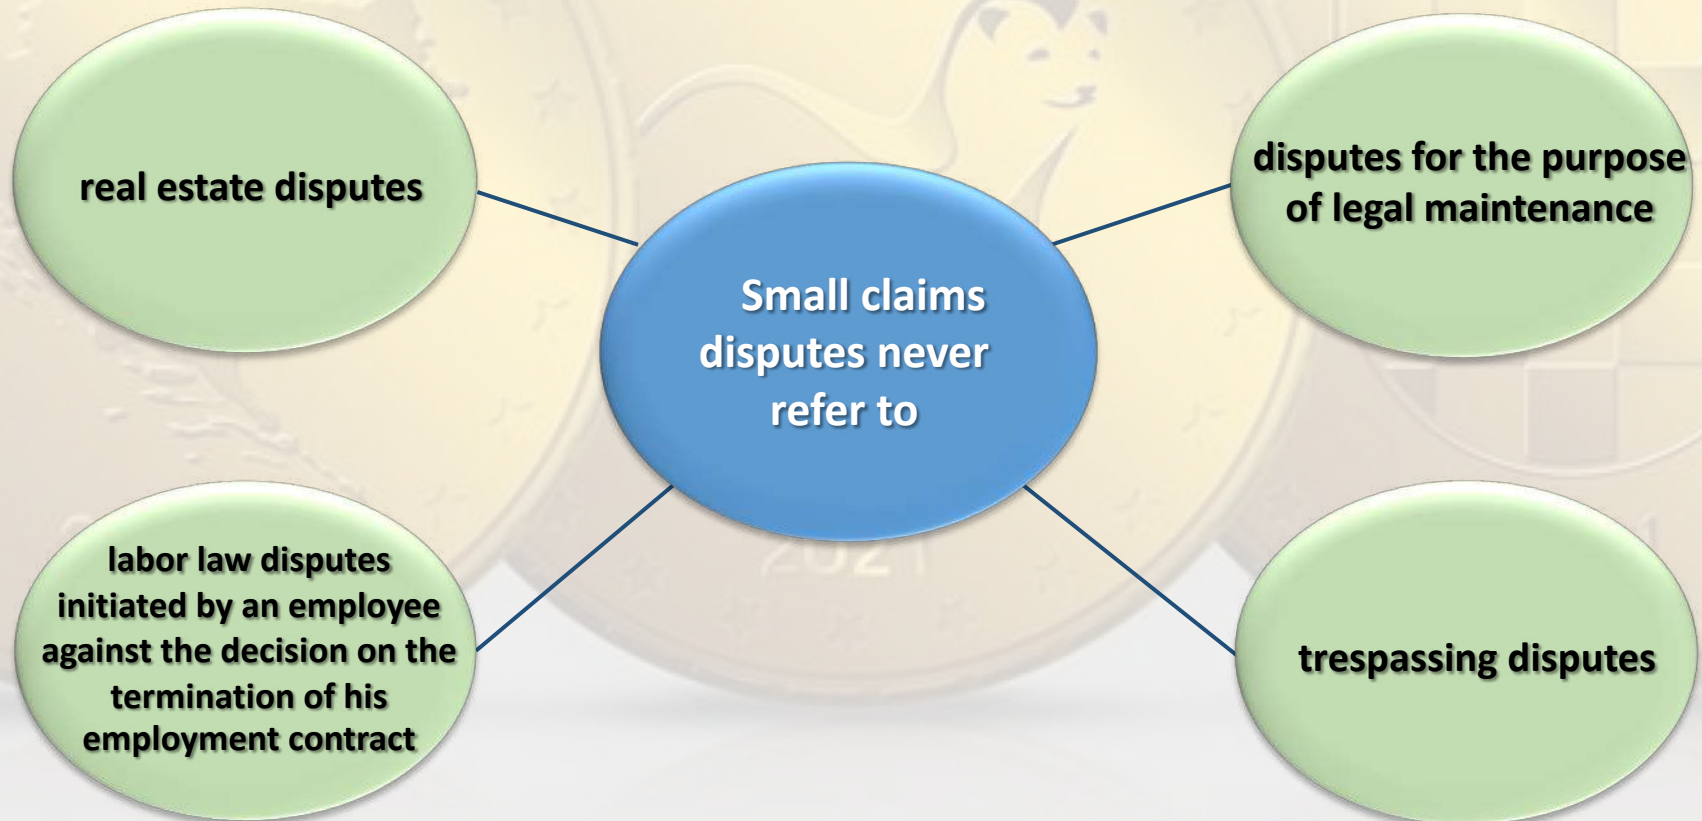 real estate disputes
disputes for the purpose
of legal maintenance
Small claims
disputes never
refer to
labor law disputes
initiated by an employee
against the decision on the
termination of his
employment contract
trespassing disputes
2021